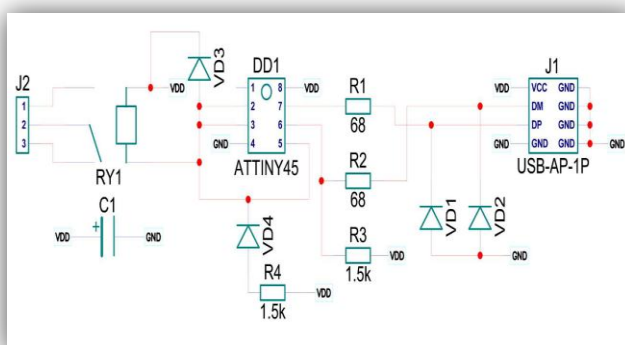 J2
1
2
3
RY1
C1
VDD
+
GND
VDD
VD3
DD1
1 8
2 7
3 6
4 5
VDD
GND
ATTINY45
VD4
R4
1.5k
VDD
R1
68
R2
68
R3
1.5k
VDD
VD1
VD2
GND
J1
VDD
VCC GND
DM GND
DP GND
GND GND
GND
GND
USB-AP-1P